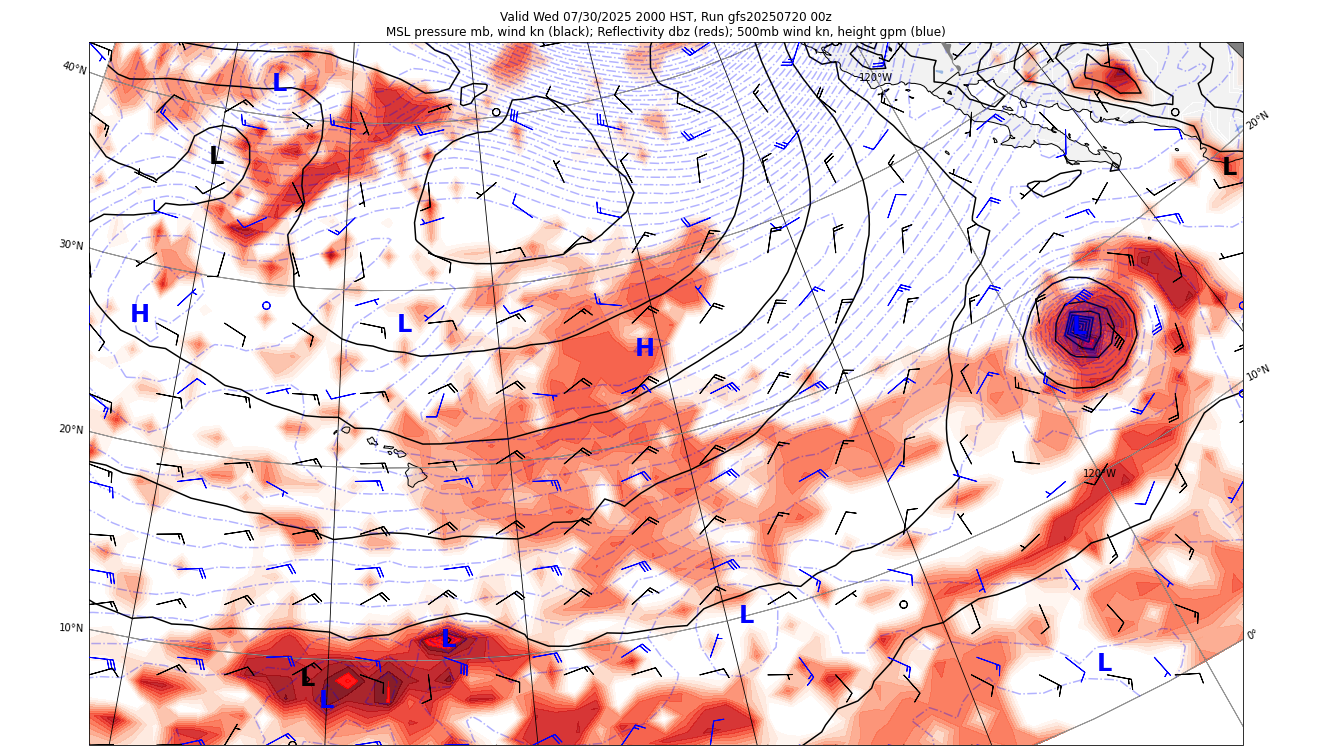 Valid Wed 07/30/2025 2000 HST, Run gfs20250720 00z
MSL pressure mb, wind kn (black); Reflectivity dbz (reds); 500mb wind kn, height gpm (blue)
40°N
L
120°W
20°N
L
L
30°N
H
L
H
10°N
20°N
120°W
10°N
L
0°
L
L
L
L